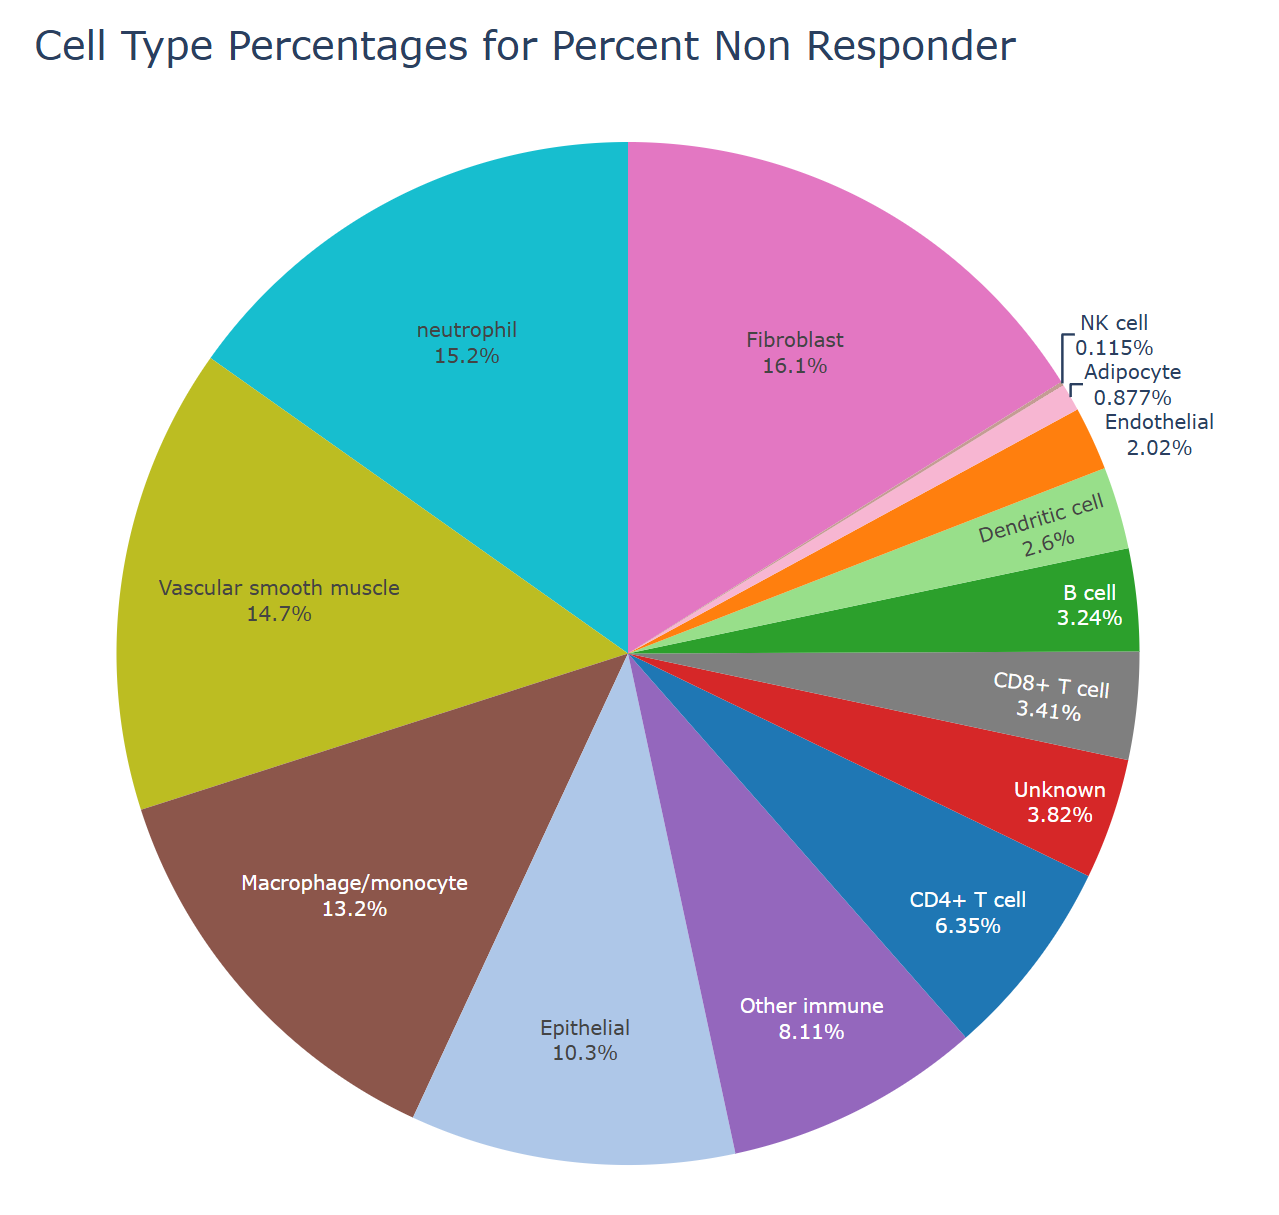 Cell Type Percentages for Percent Non Responder
neutrophil
15.2%
Fibroblast
16.1%
NK cell
0.115%
Adipocyte
0.877%
Endothelial
2.02%
Dendritic cell
2.6%
B cell
3.24%
CD8+ T cell
3.41%
Unknown
3.82%
CD4+ T cell
6.35%
Other immune
8.11%
Epithelial
10.3%
Macrophage/monocyte
13.2%
Vascular smooth muscle
14.7%